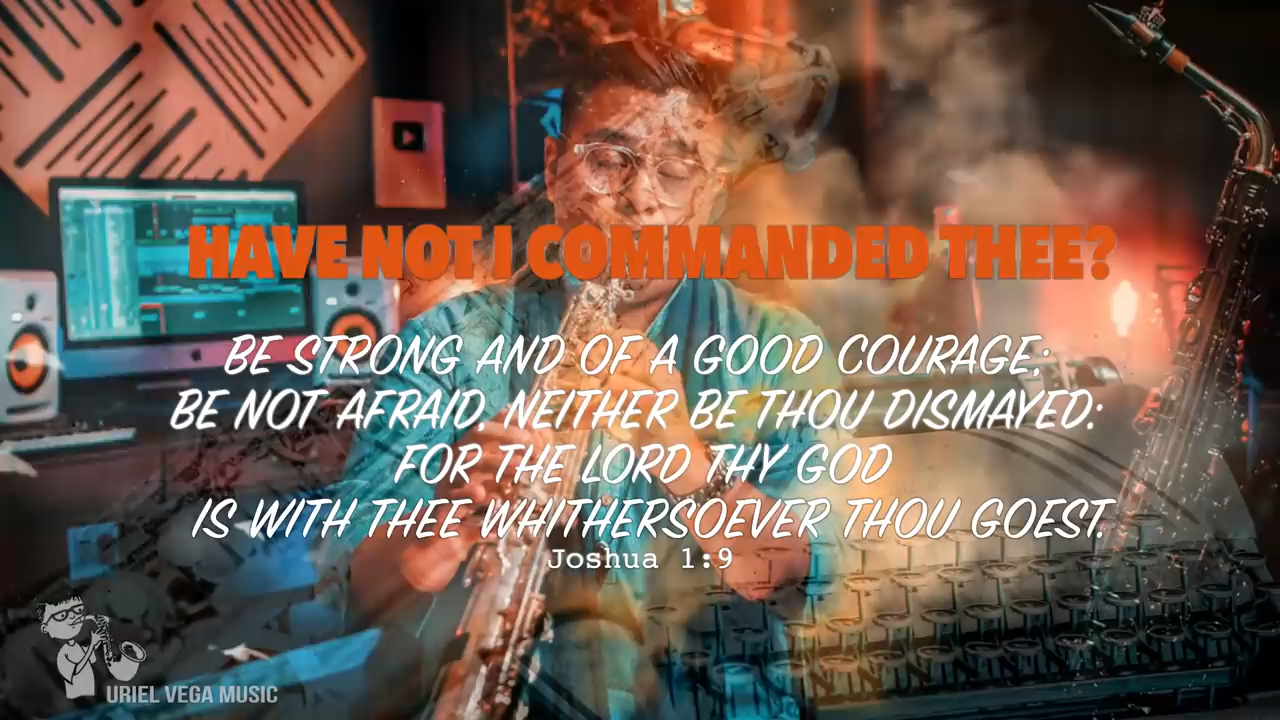 HAVE NOT I COMMANDED THEE?
BE STRONG AND OF A GOOD COURAGE;
BE NOT AFRAID, NEITHER BE THOU DISMAYED:
FOR THE LORD THY GOD
IS WITH THEE WHITHERSOEVER THOU GOEST.
Joshua 1:9
URIEL VEGA MUSIC